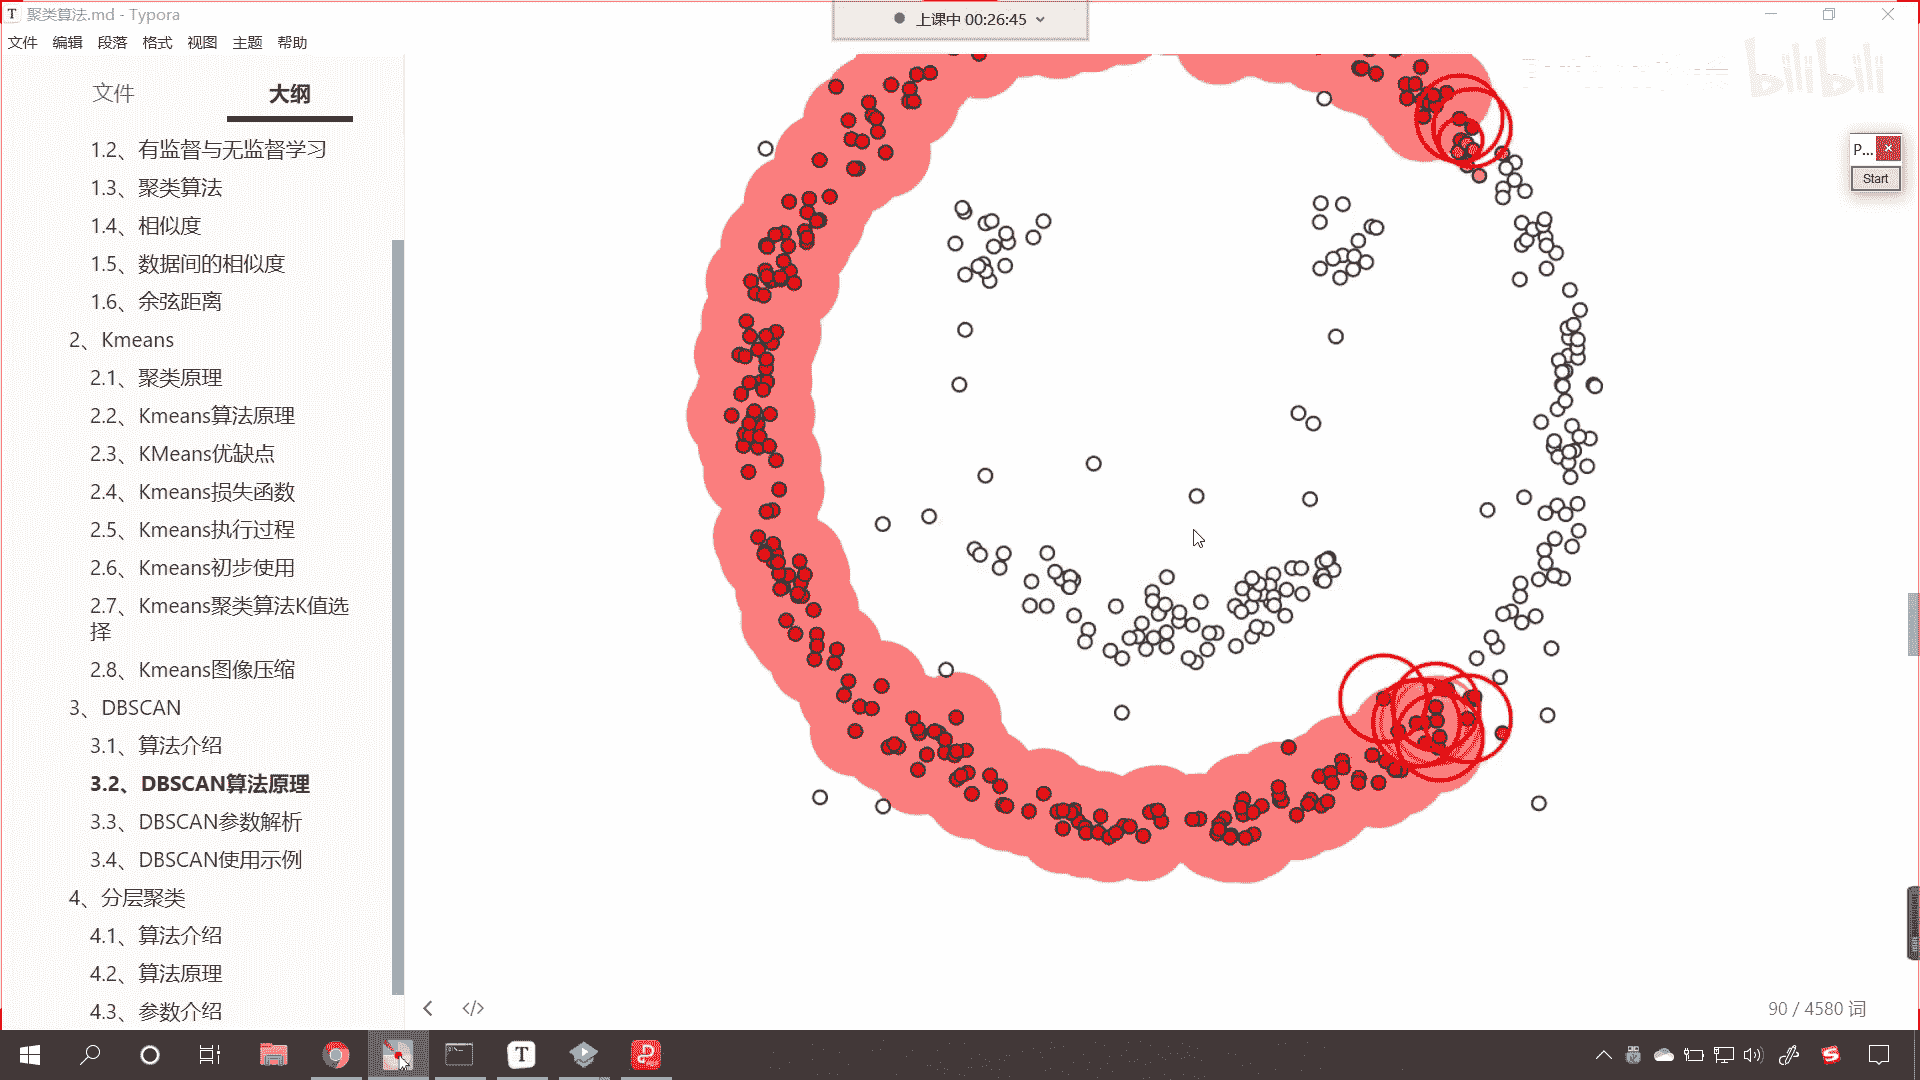 聚类算法.md - Typora
上课中 00:26:45
文件 编辑 段落 格式 视图 主题 帮助
bilibili
文件 大纲
P...
Start
1.2、有监督与无监督学习
1.3、聚类算法
1.4、相似度
1.5、数据间的相似度
1.6、余弦距离
2、Kmeans
2.1、聚类原理
2.2、Kmeans算法原理
2.3、KMeans优缺点
2.4、Kmeans损失函数
2.5、Kmeans执行过程
2.6、Kmeans初步使用
2.7、Kmeans聚类算法K值选
择
2.8、Kmeans图像压缩
3、DBSCAN
3.1、算法介绍
3.2、DBSCAN算法原理
3.3、DBSCAN参数解析
3.4、DBSCAN使用示例
4、分层聚类
4.1、算法介绍
4.2、算法原理
4.3、参数介绍
90 / 4580 词